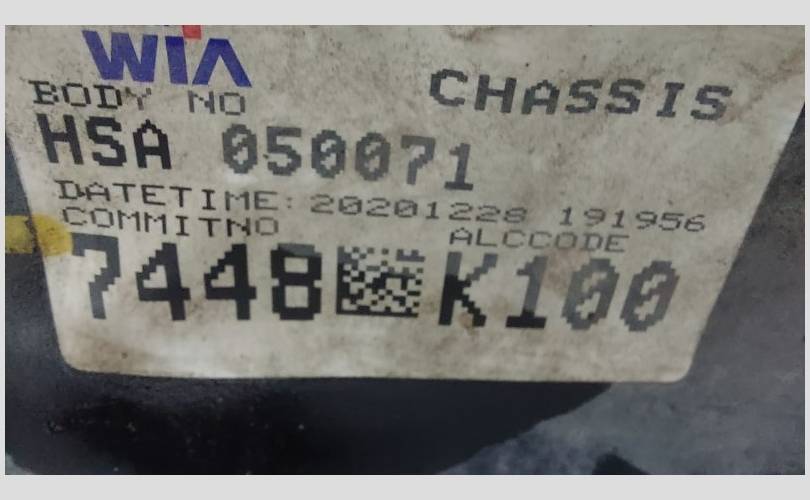 WIA
CHASSIS
BODY NO
HSA 050071
DATETIME: 20201228 191956
COMMITNO
ALCCODE
7448 K100